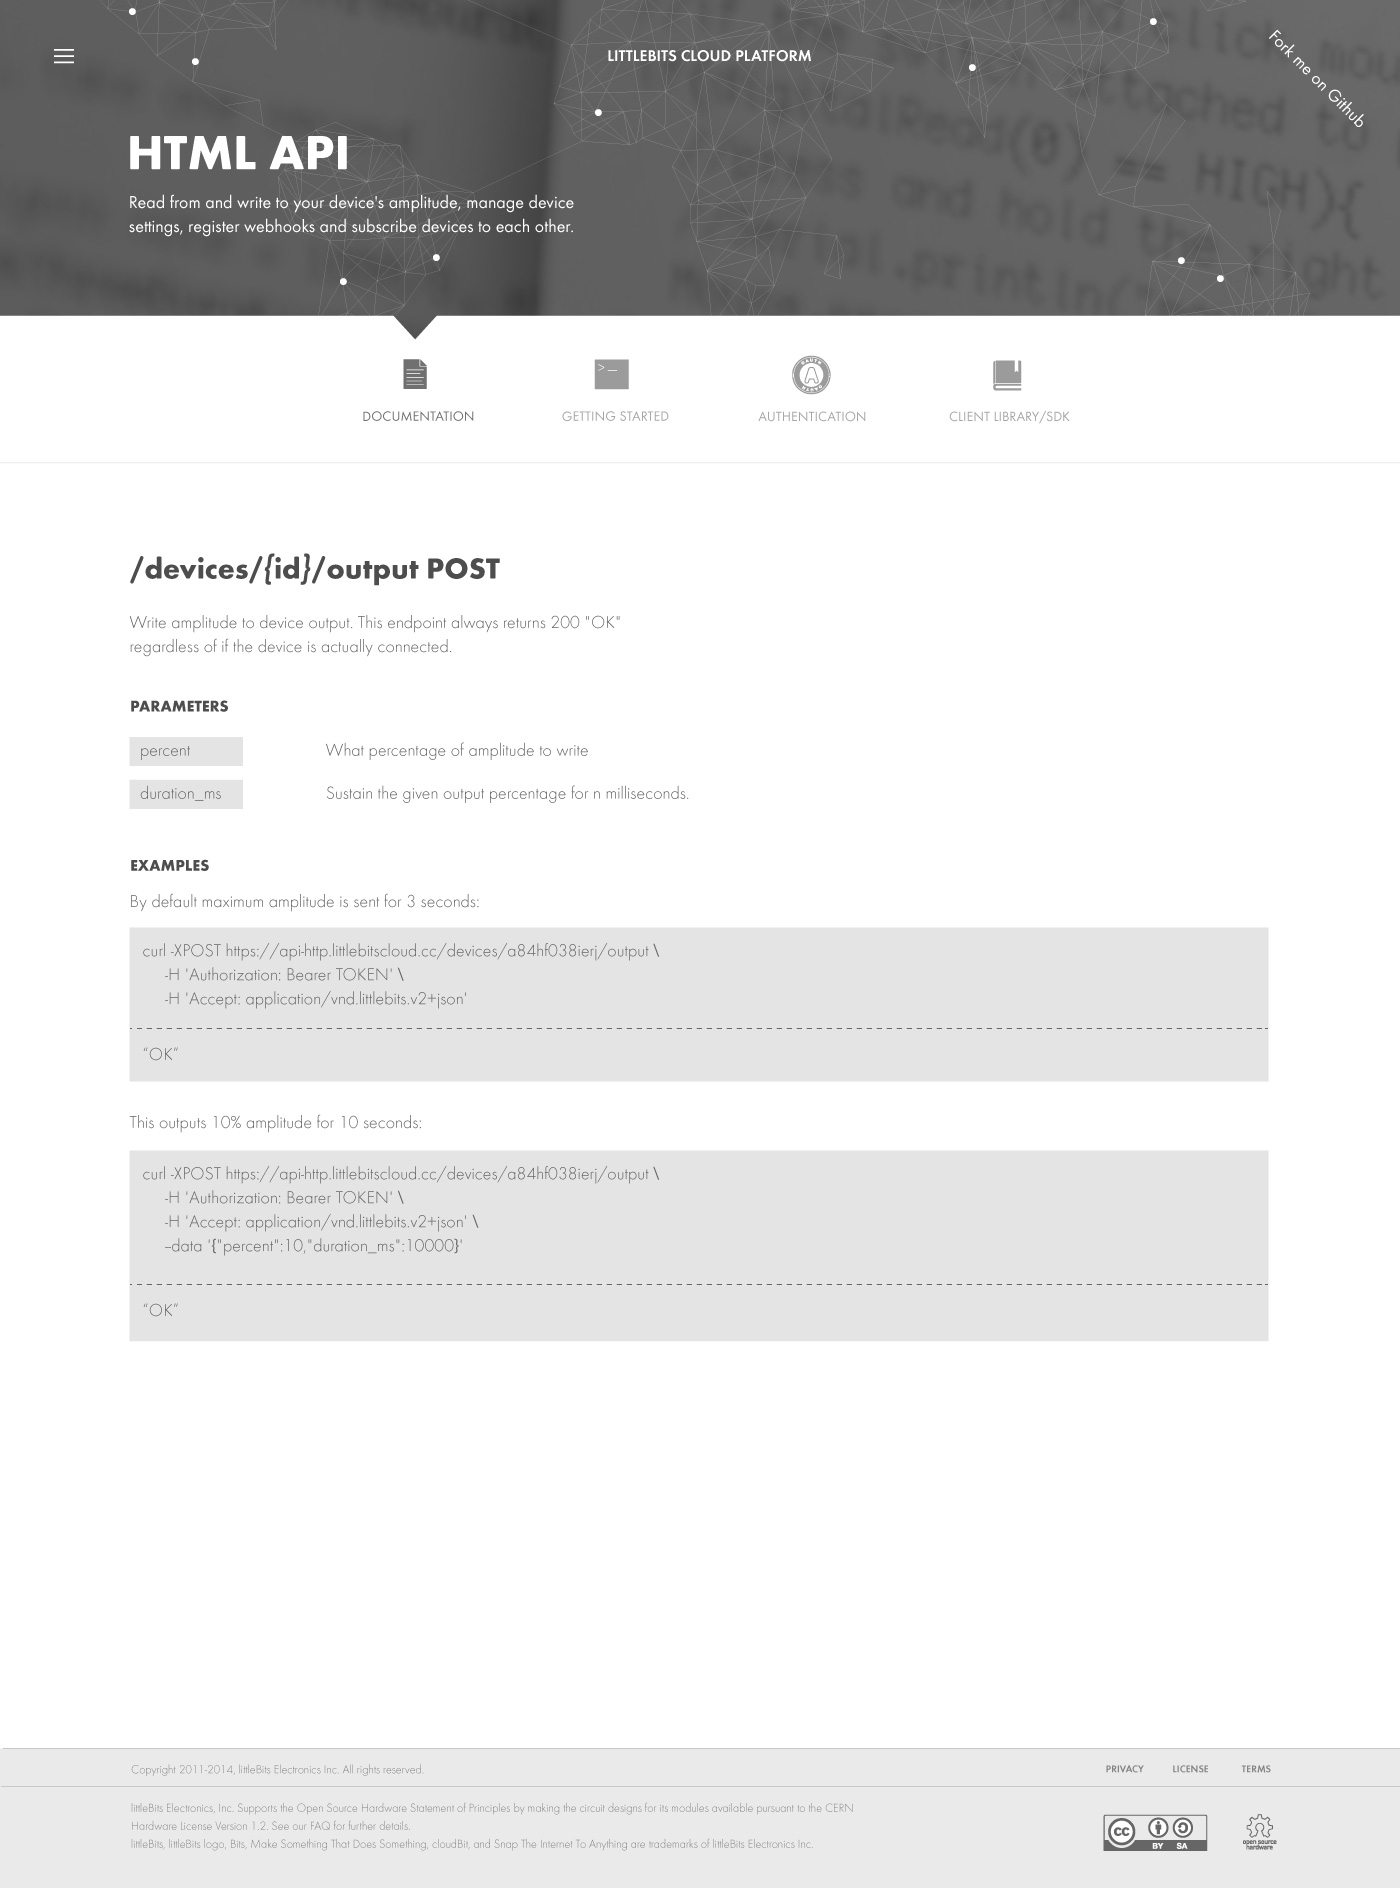 LITTLEBITS CLOUD PLATFORM
Fork me on Github
HTML API
Read from and write to your device's amplitude, manage device
settings, register webhooks and subscribe devices to each other.
DOCUMENTATION
GETTING STARTED
AUTHENTICATION
CLIENT LIBRARY/SDK
/devices/{id}/output POST
Write amplitude to device output. This endpoint always returns 200 "OK"
regardless of if the device is actually connected.
PARAMETERS
percent What percentage of amplitude to write
duration_ms Sustain the given output percentage for n milliseconds.
EXAMPLES
By default maximum amplitude is sent for 3 seconds:
curl -XPOST https://api-http.littlebitscloud.cc/devices/a84hf038ierj/output \
-H 'Authorization: Bearer TOKEN' \
-H 'Accept: application/vnd.littlebits.v2+json'
“OK”
This outputs 10% amplitude for 10 seconds:
curl -XPOST https://api-http.littlebitscloud.cc/devices/a84hf038ierj/output \
-H 'Authorization: Bearer TOKEN' \
-H 'Accept: application/vnd.littlebits.v2+json' \
–data '{"percent":10,"duration_ms":10000}'
“OK”
Copyright 2011-2014, littleBits Electronics Inc. All rights reserved.
PRIVACY LICENSE TERMS
littleBits Electronics, Inc. Supports the Open Source Hardware Statement of Principles by making the circuit designs for its modules available pursuant to the CERN
Hardware License Version 1.2. See our FAQ for further details.
littleBits, littleBits logo, Bits, Make Something That Does Something, cloudBit, and Snap The Internet To Anything are trademarks of littleBits Electronics Inc.
cc
BY SA
open source
hardware